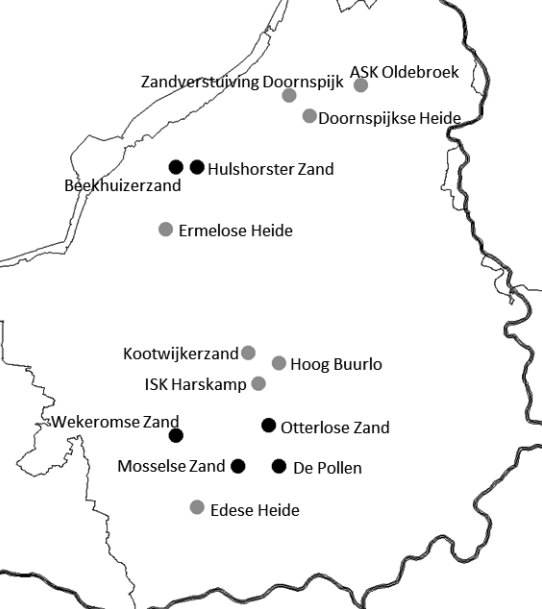 ASK Oldebroek
Zandverstuiving Doornspijk
Doornspijkse Heide
Hulshorster Zand
Beekhuizerzand
Ermelose Heide
Kootwijkerzand
Hoog Buurlo
ISK Harskamp
Wekeromse Zand
Otterlose Zand
Mosselse Zand
De Pollen
Edese Heide